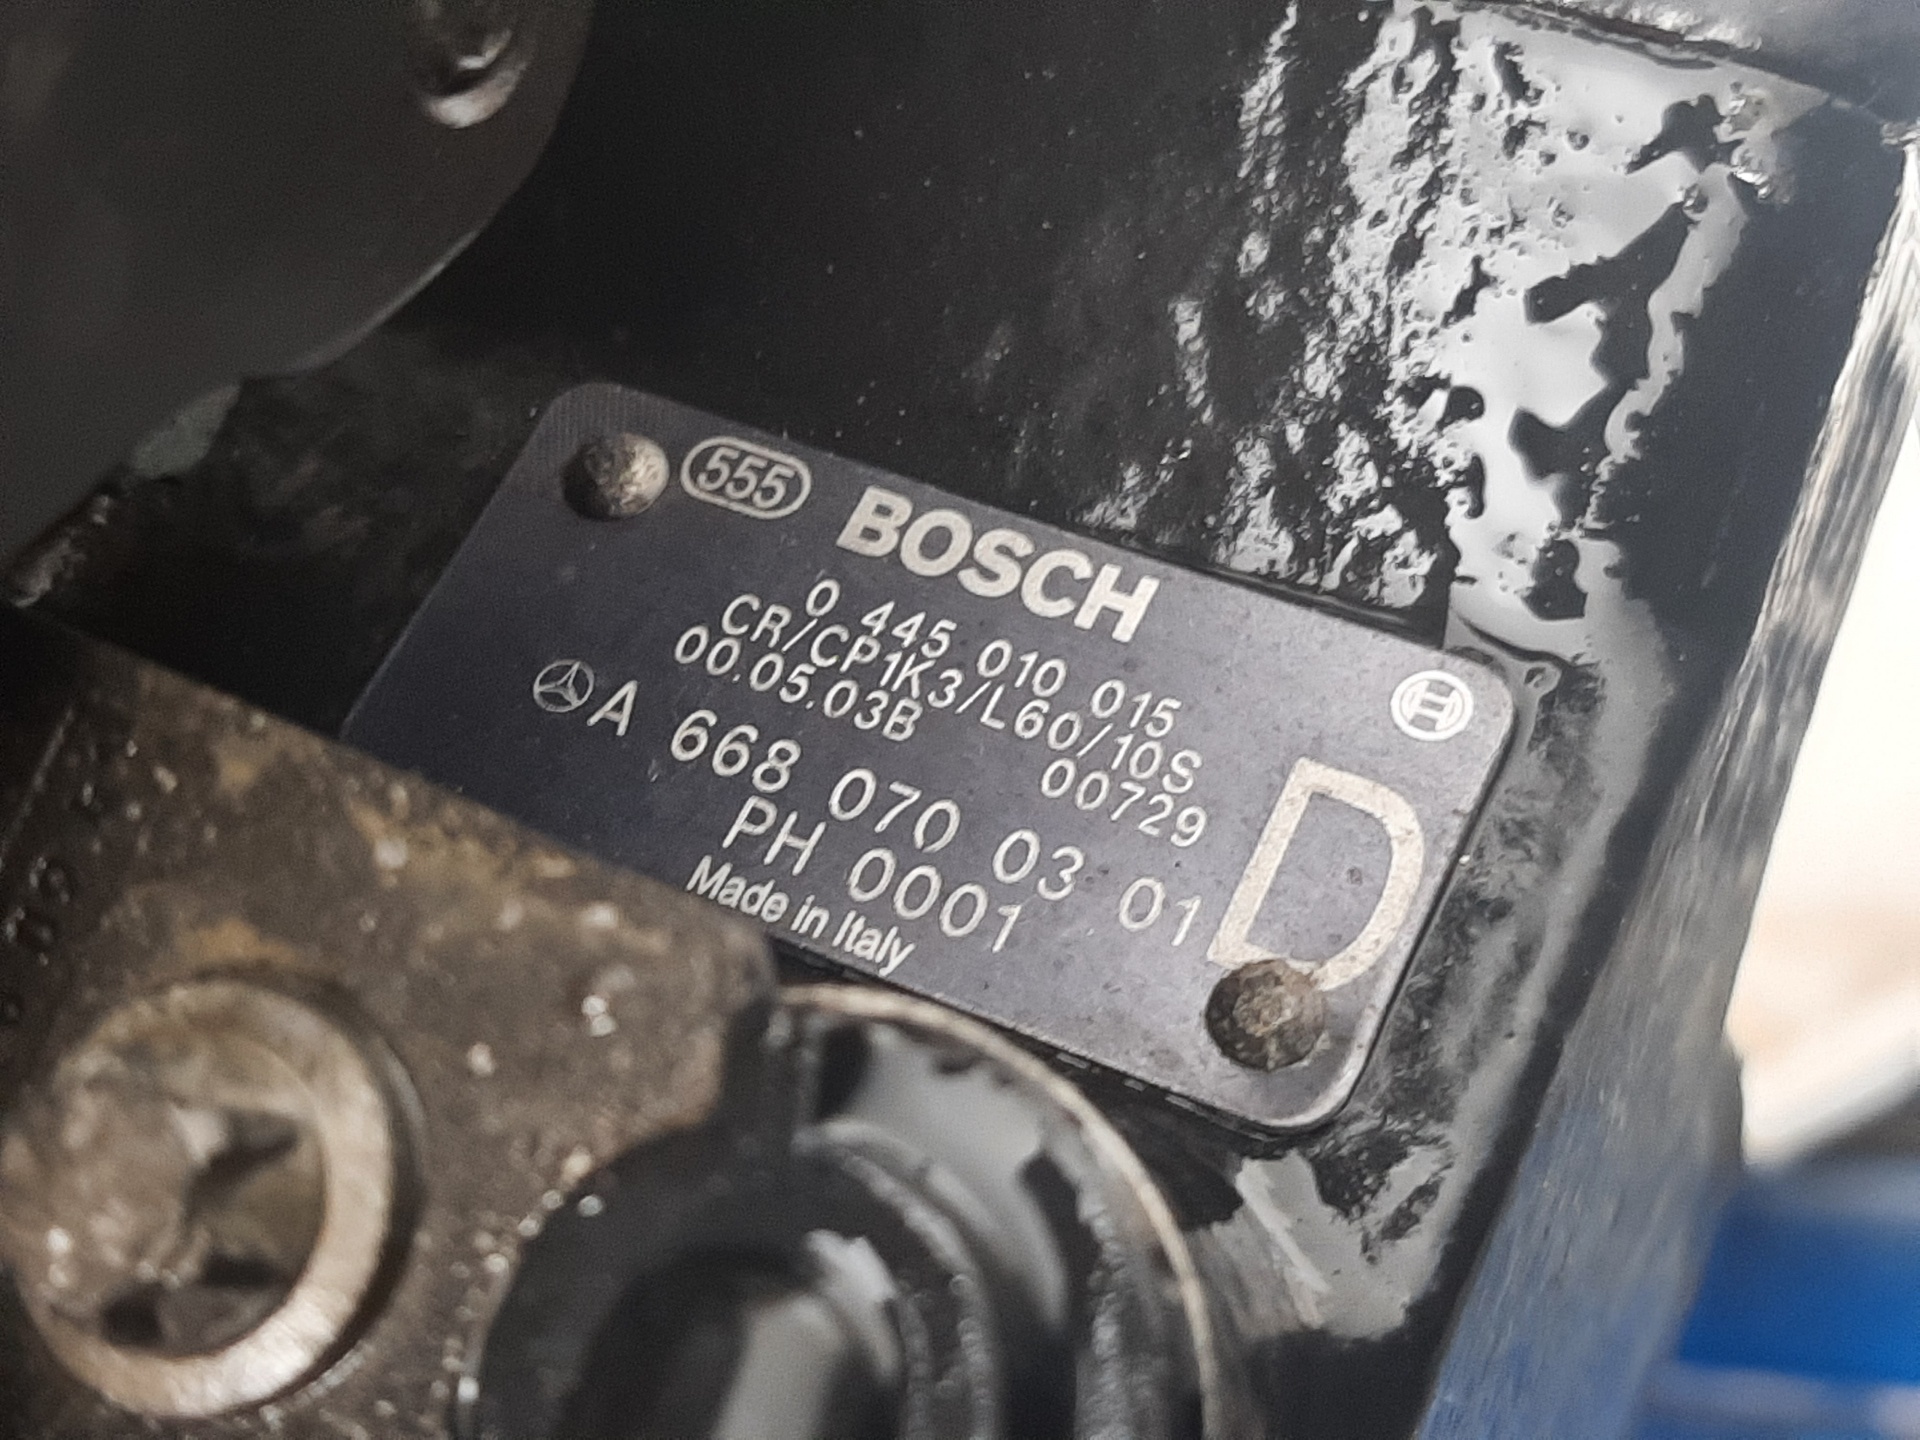 555
BOSCH
0 445 010 015
CR/CP1K3/L60/10S
00.05.03B 00729
A 668 070 03 01
PH 0001
Made in Italy
D